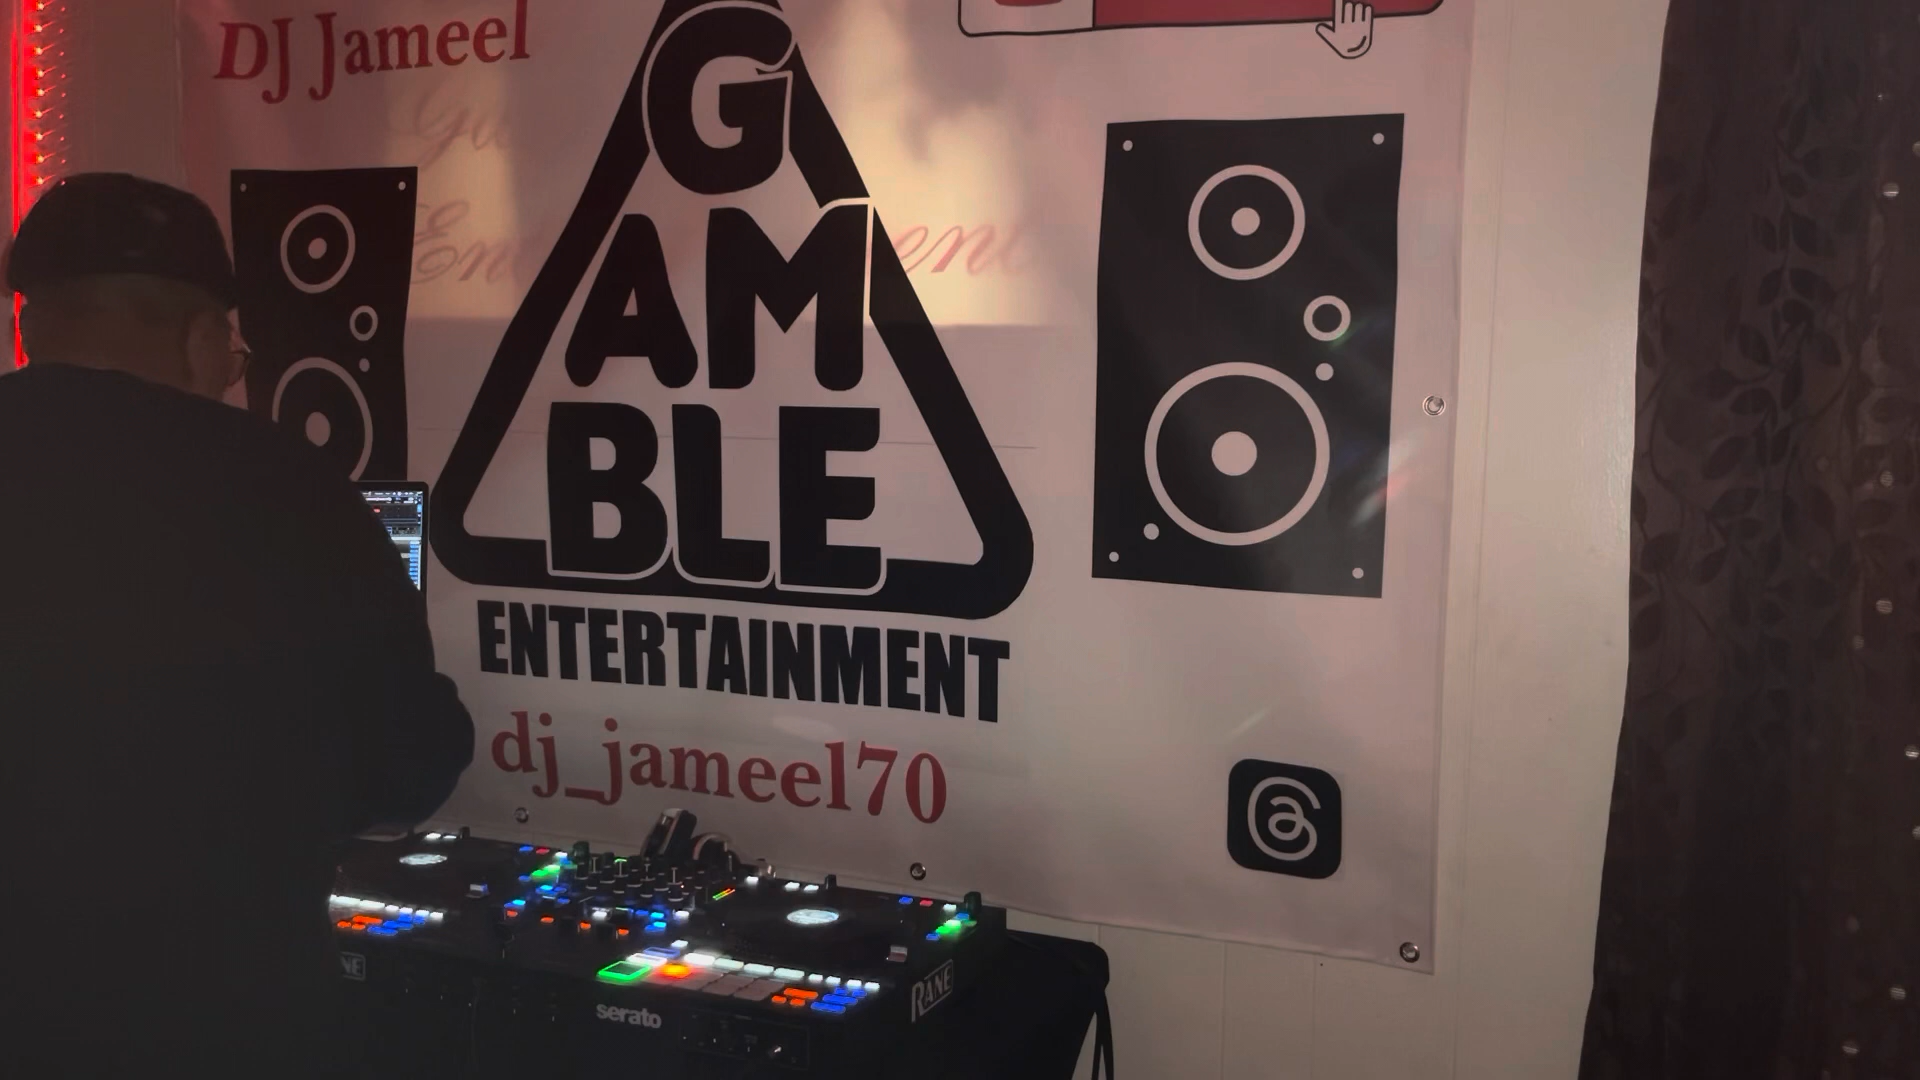 DJ Jameel
G
AM
BLE
ENTERTAINMENT
dj_jameel70
RANE
serato